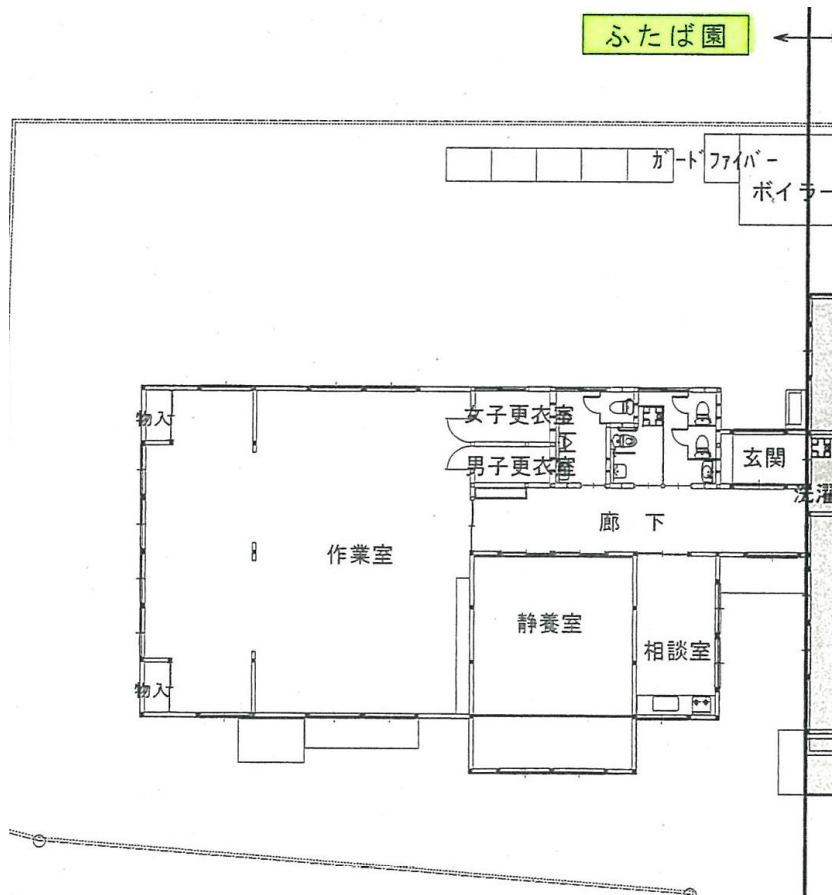 ふたば園
ガードファイバー
ボイラー
物入
女子更衣室
男子更衣室
玄関
洗濯
廊下
作業室
静養室
相談室
物入